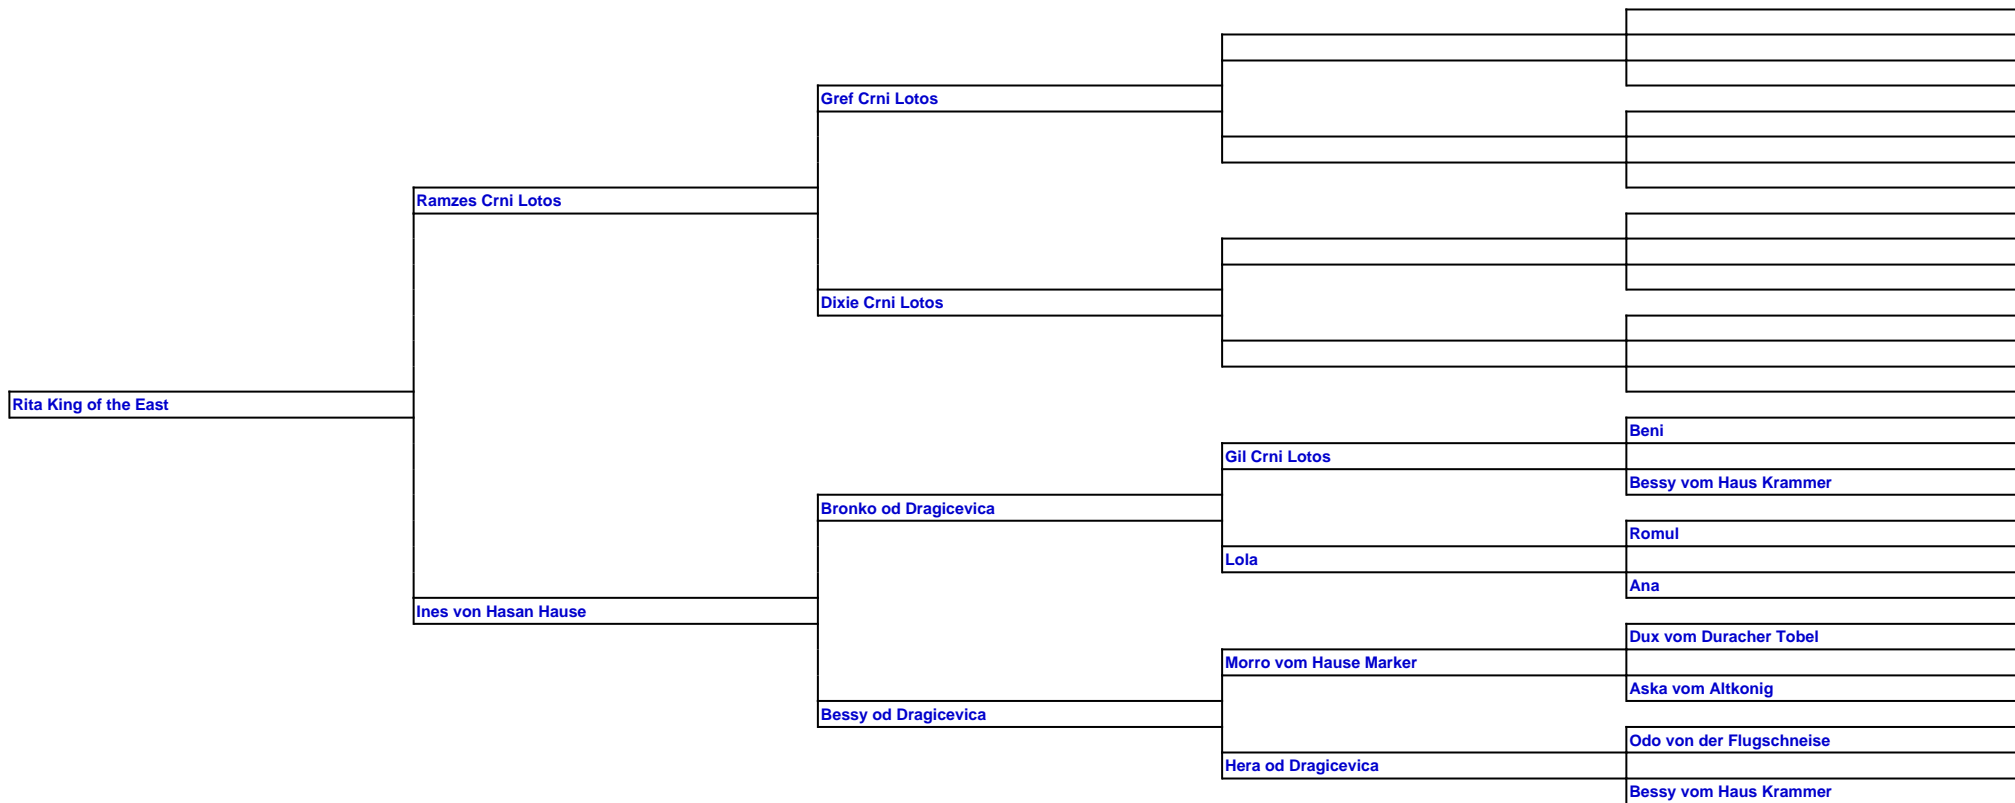 Gref Crni Lotos
Ramzes Crni Lotos
Dixie Crni Lotos
Rita King of the East
Beni
Gil Crni Lotos
Bessy vom Haus Krammer
Bronko od Dragicevica
Romul
Lola
Ana
Ines von Hasan Hause
Dux vom Duracher Tobel
Morro vom Hause Marker
Aska vom Altkonig
Bessy od Dragicevica
Odo von der Flugschneise
Hera od Dragicevica
Bessy vom Haus Krammer